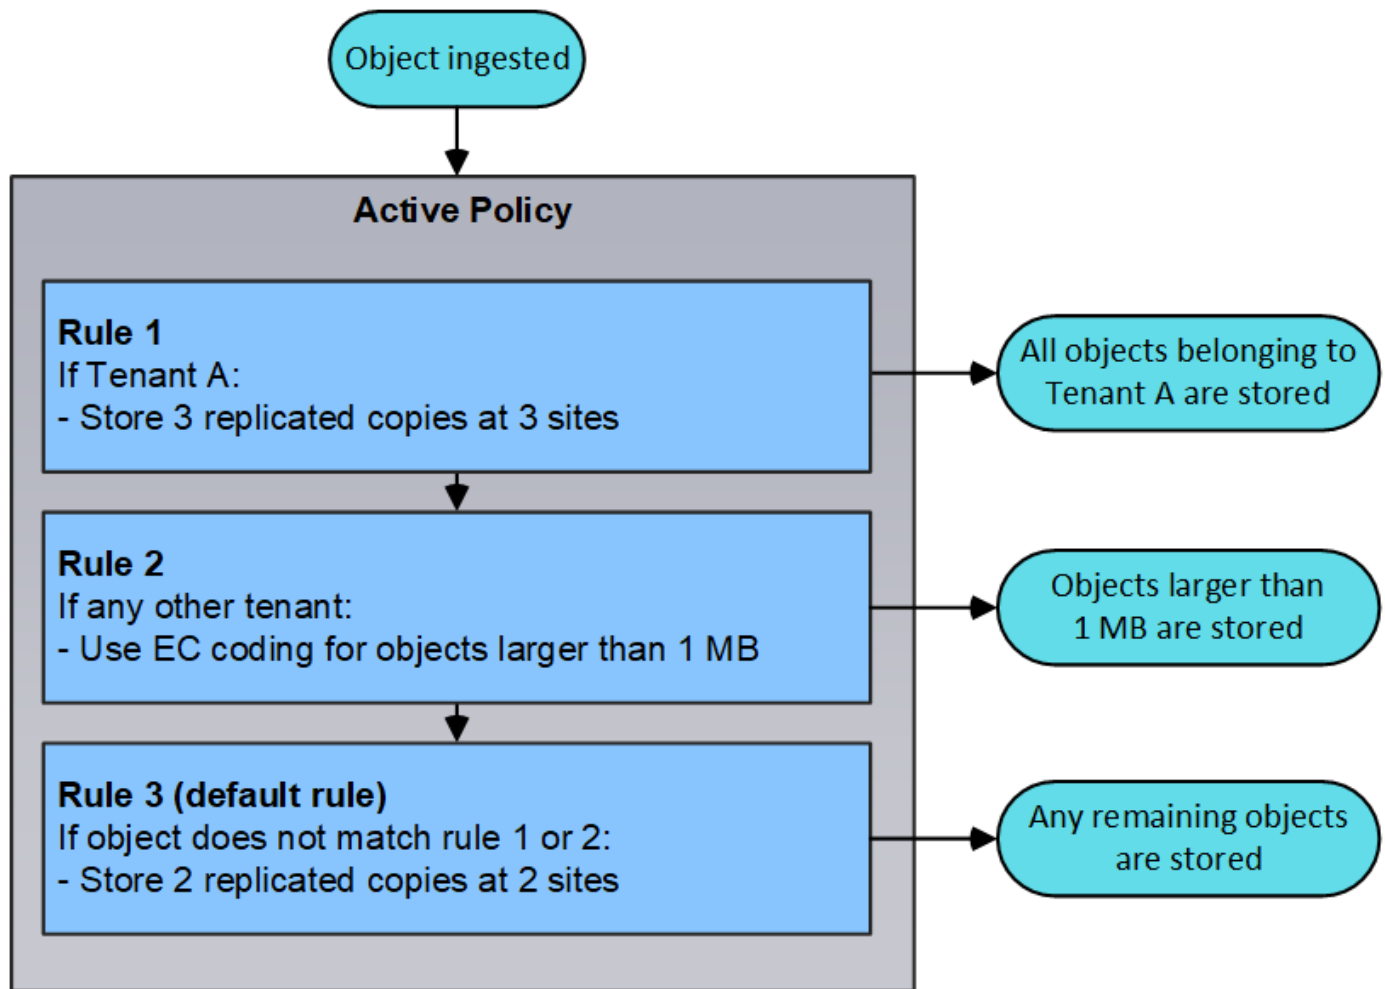 Object ingested
Active Policy
Rule 1
If Tenant A:
- Store 3 replicated copies at 3 sites
All objects belonging to
Tenant A are stored
Rule 2
If any other tenant:
- Use EC coding for objects larger than 1 MB
Objects larger than
1 MB are stored
Rule 3 (default rule)
If object does not match rule 1 or 2:
- Store 2 replicated copies at 2 sites
Any remaining objects
are stored